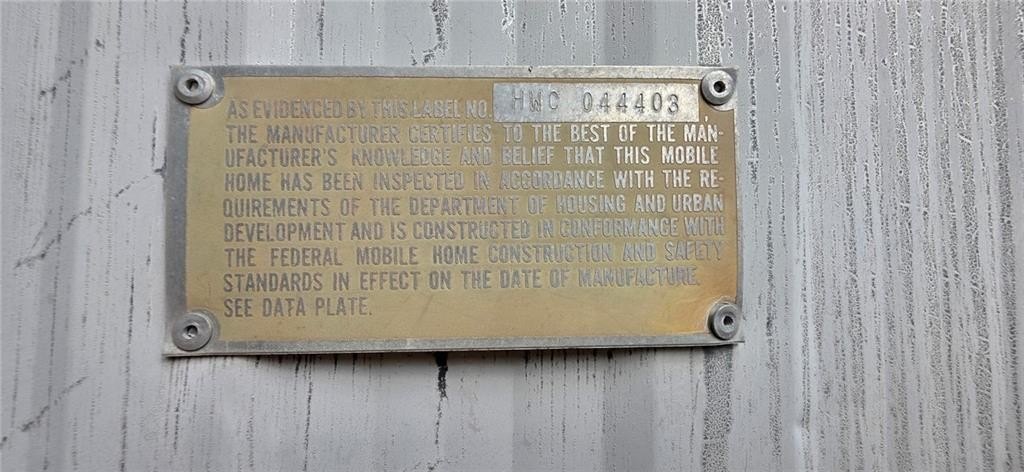 AS EVIDENCED BY THIS LABEL NO. HWC 044403,
THE MANUFACTURER CERTIFIES TO THE BEST OF THE MAN-
UFACTURER'S KNOWLEDGE AND BELIEF THAT THIS MOBILE
HOME HAS BEEN INSPECTED IN ACCORDANCE WITH THE RE-
QUIREMENTS OF THE DEPARTMENT OF HOUSING AND URBAN
DEVELOPMENT AND IS CONSTRUCTED IN CONFORMANCE WITH
THE FEDERAL MOBILE HOME CONSTRUCTION AND SAFETY
STANDARDS IN EFFECT ON THE DATE OF MANUFACTURE.
SEE DATA PLATE.